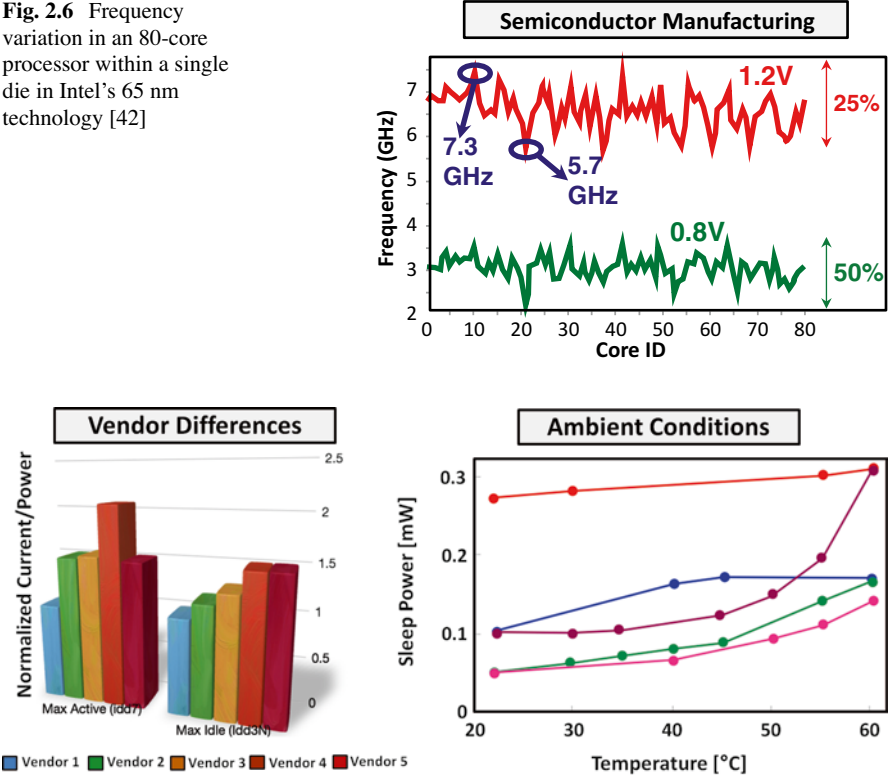 Fig. 2.6 Frequency
variation in an 80-core
processor within a single
die in Intel's 65 nm
technology [42]
Semiconductor Manufacturing
Frequency (GHz)
7
6
5
4
3
2
1.2V
25%
7.3
GHz
5.7
GHz
0.8V
50%
0 10 20 30 40 50 60 70 80
Core ID
Vendor Differences
Normalized Current/Power
2.5
2
1.5
1
0.5
0
Max Active (idd7)
Max Idle (Idd3N)
Vendor 1 Vendor 2 Vendor 3 Vendor 4 Vendor 5
Ambient Conditions
Sleep Power [mW]
0.3
0.2
0.1
0
20 30 40 50 60
Temperature [°C]